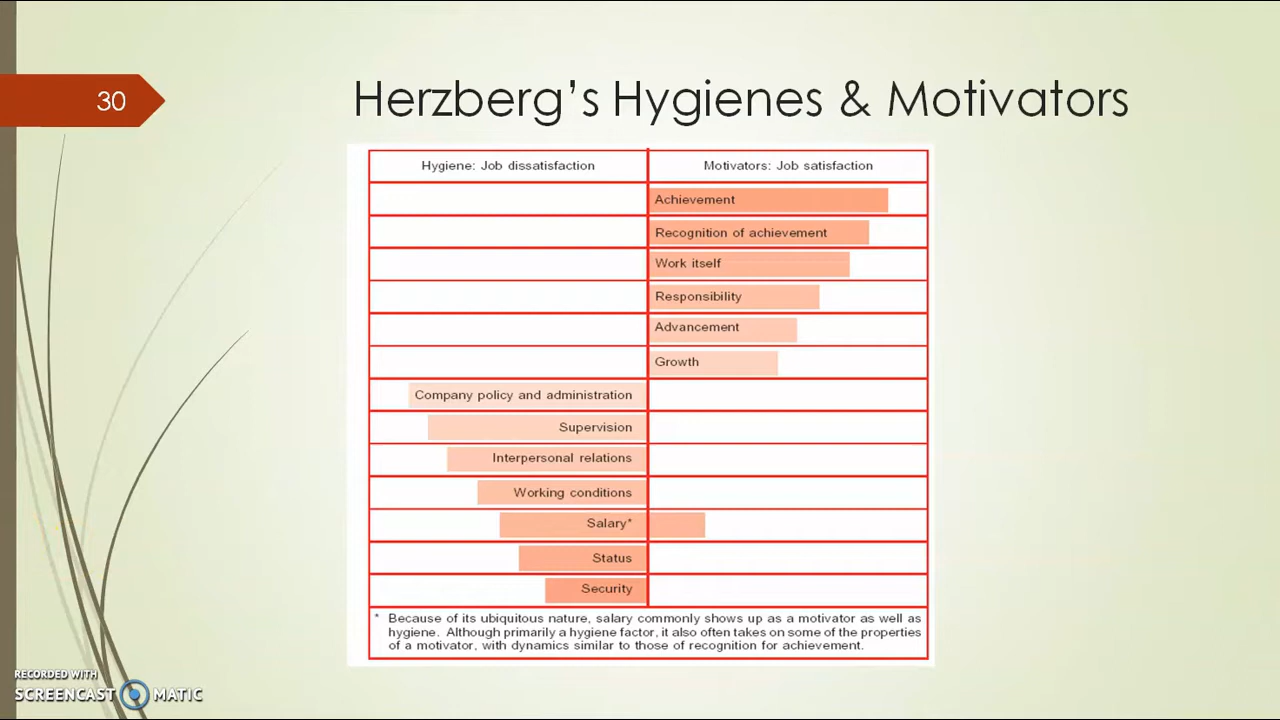 30
Herzberg’s Hygienes & Motivators
Hygiene: Job dissatisfaction
Motivators: Job satisfaction
Achievement
Recognition of achievement
Work itself
Responsibility
Advancement
Growth
Company policy and administration
Supervision
Interpersonal relations
Working conditions
Salary*
Status
Security
* Because of its ubiquitous nature, salary commonly shows up as a motivator as well as
hygiene. Although primarily a hygiene factor, it also often takes on some of the properties
of a motivator, with dynamics similar to those of recognition for achievement.
RECORDED WITH
SCREENCAST MATIC